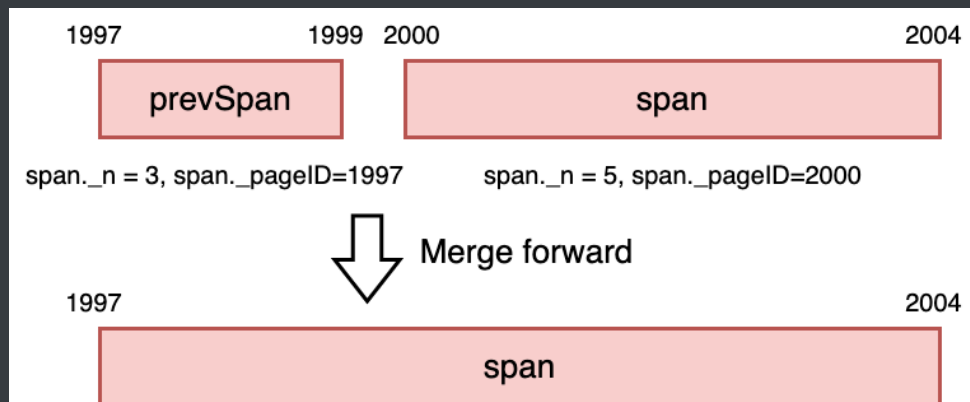 1997 1999 2000 2004
prevSpan span
span._n = 3, span._pageID=1997 span._n = 5, span._pageID=2000
Merge forward
1997 2004
span